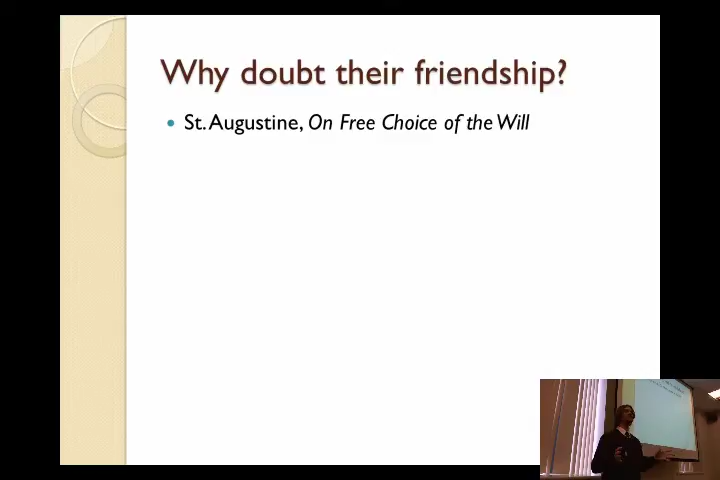 Why doubt their friendship?
• St. Augustine, On Free Choice of the Will